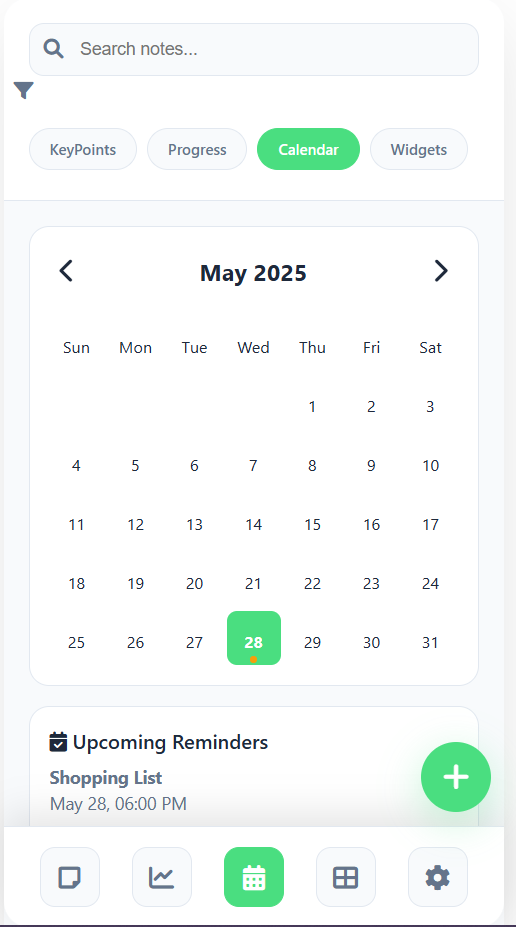 Search notes...
KeyPoints Progress Calendar Widgets
May 2025
Sun Mon Tue Wed Thu Fri Sat
1 2 3
4 5 6 7 8 9 10
11 12 13 14 15 16 17
18 19 20 21 22 23 24
25 26 27 28 29 30 31
Upcoming Reminders
Shopping List
May 28, 06:00 PM